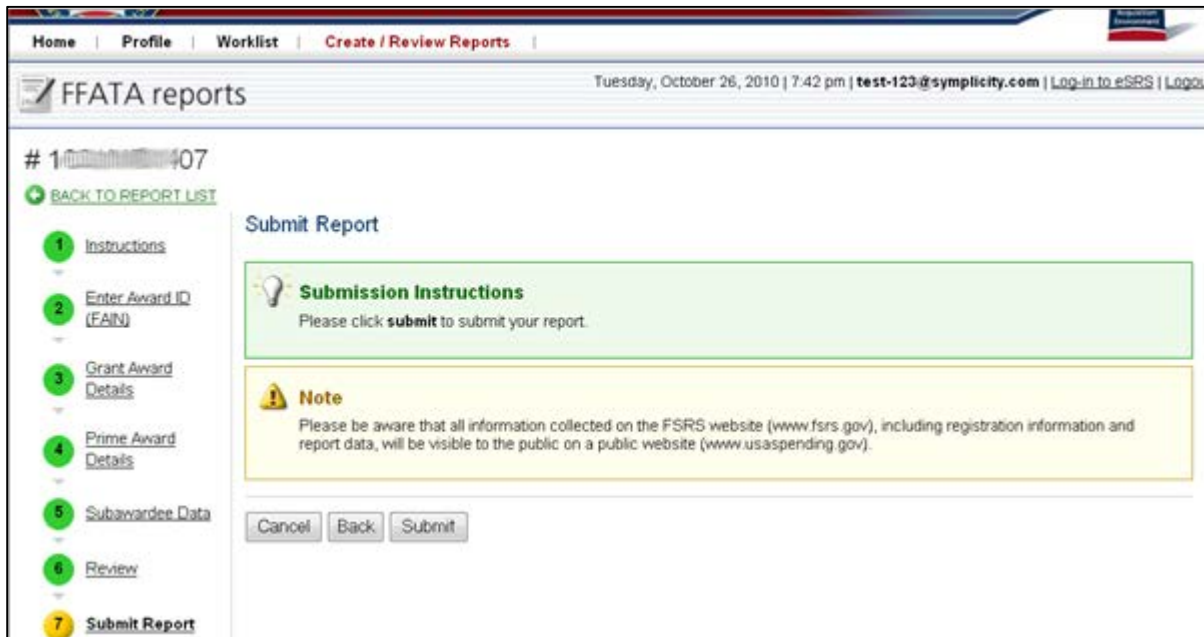 Home | Profile | Worklist | Create / Review Reports |
FFATA reports
Tuesday, October 26, 2010 | 7:42 pm | test-123@symplicity.com | Log-in to eSRS |
# 1 07
BACK TO REPORT LIST
1 Instructions
2 Enter Award ID
(FAIN)
3 Grant Award
Details
4 Prime Award
Details
5 Subawardee Data
6 Review
7 Submit Report
Submit Report
Submission Instructions
Please click submit to submit your report.
Note
Please be aware that all information collected on the FSRS website (www.fsrs.gov), including registration information and
report data, will be visible to the public on a public website (www.usaspending.gov).
Cancel Back Submit